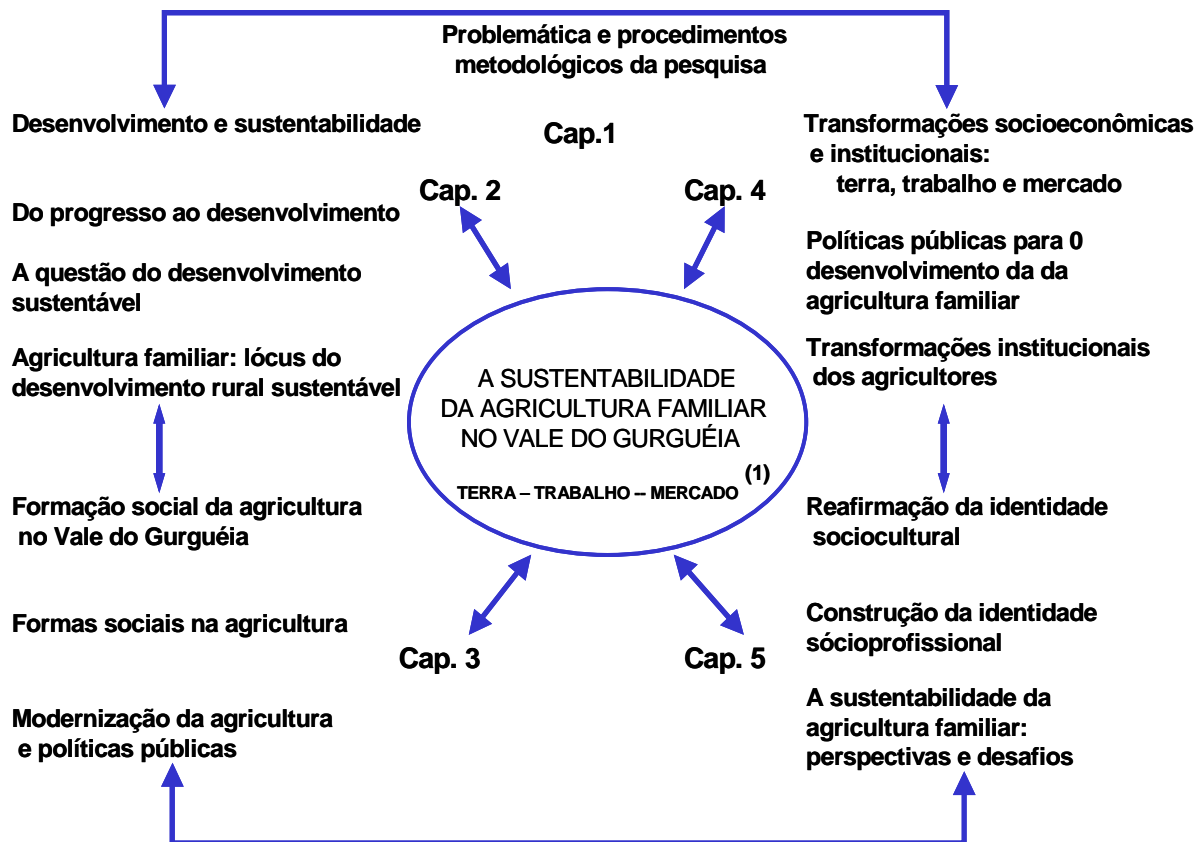 Problemática e procedimentos
metodológicos da pesquisa
Cap.1
Desenvolvimento e sustentabilidade
Cap. 2
Do progresso ao desenvolvimento
A questão do desenvolvimento
sustentável
Agricultura familiar: lócus do
desenvolvimento rural sustentável
Formação social da agricultura
no Vale do Gurguéia
Formas sociais na agricultura
Cap. 3
Modernização da agricultura
e políticas públicas
A SUSTENTABILIDADE
DA AGRICULTURA FAMILIAR
NO VALE DO GURGUÉIA
(1)
TERRA – TRABALHO -- MERCADO
Transformações socioeconômicas
e institucionais:
terra, trabalho e mercado
Cap. 4
Políticas públicas para 0
desenvolvimento da da
agricultura familiar
Transformações institucionais
dos agricultores
Reafirmação da identidade
sociocultural
Construção da identidade
sócioprofissional
Cap. 5
A sustentabilidade da
agricultura familiar:
perspectivas e desafios